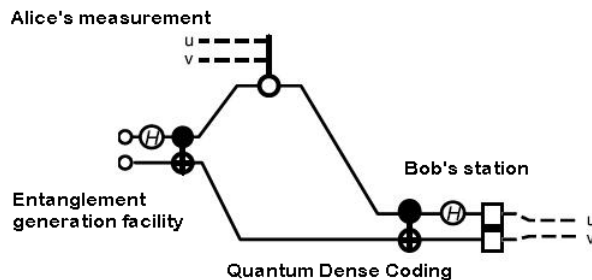 Alice's measurement
u
v
H
Bob's station
Entanglement
generation facility
H
u
v
Quantum Dense Coding